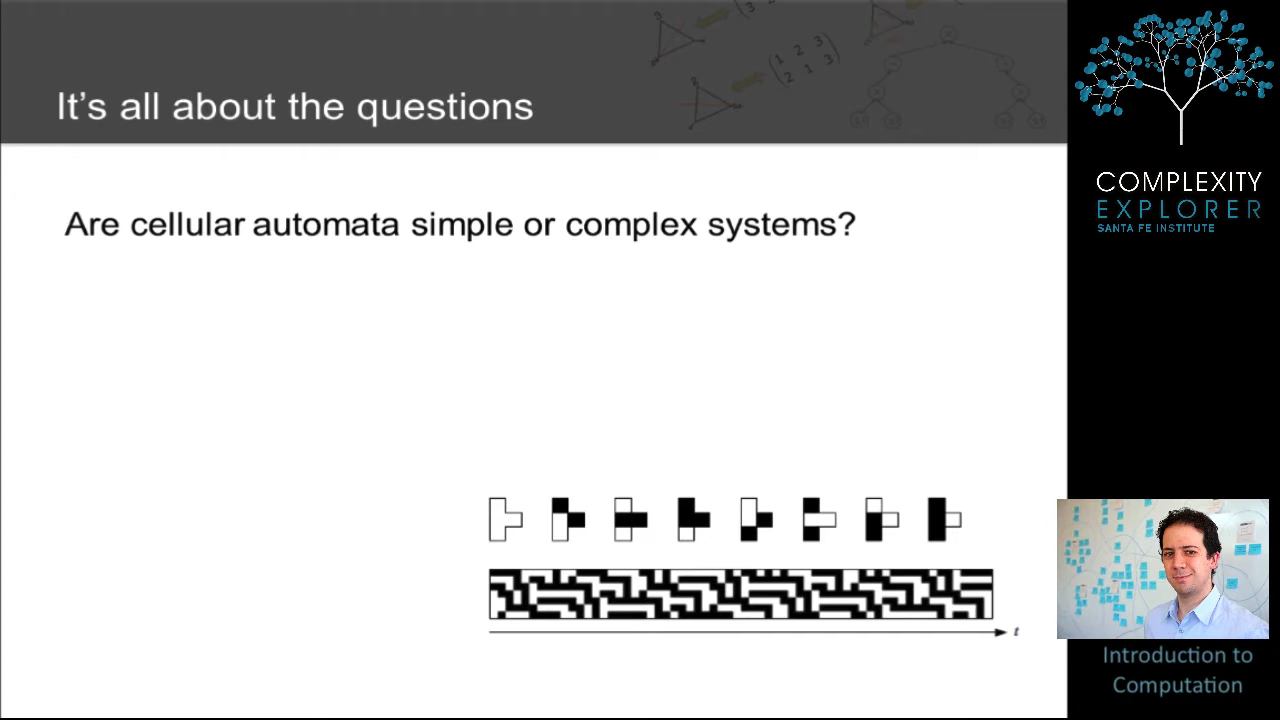 It's all about the questions
Are cellular automata simple or complex systems?
t
COMPLEXITY
EXPLORER
SANTA FE INSTITUTE
Introduction to
Computation